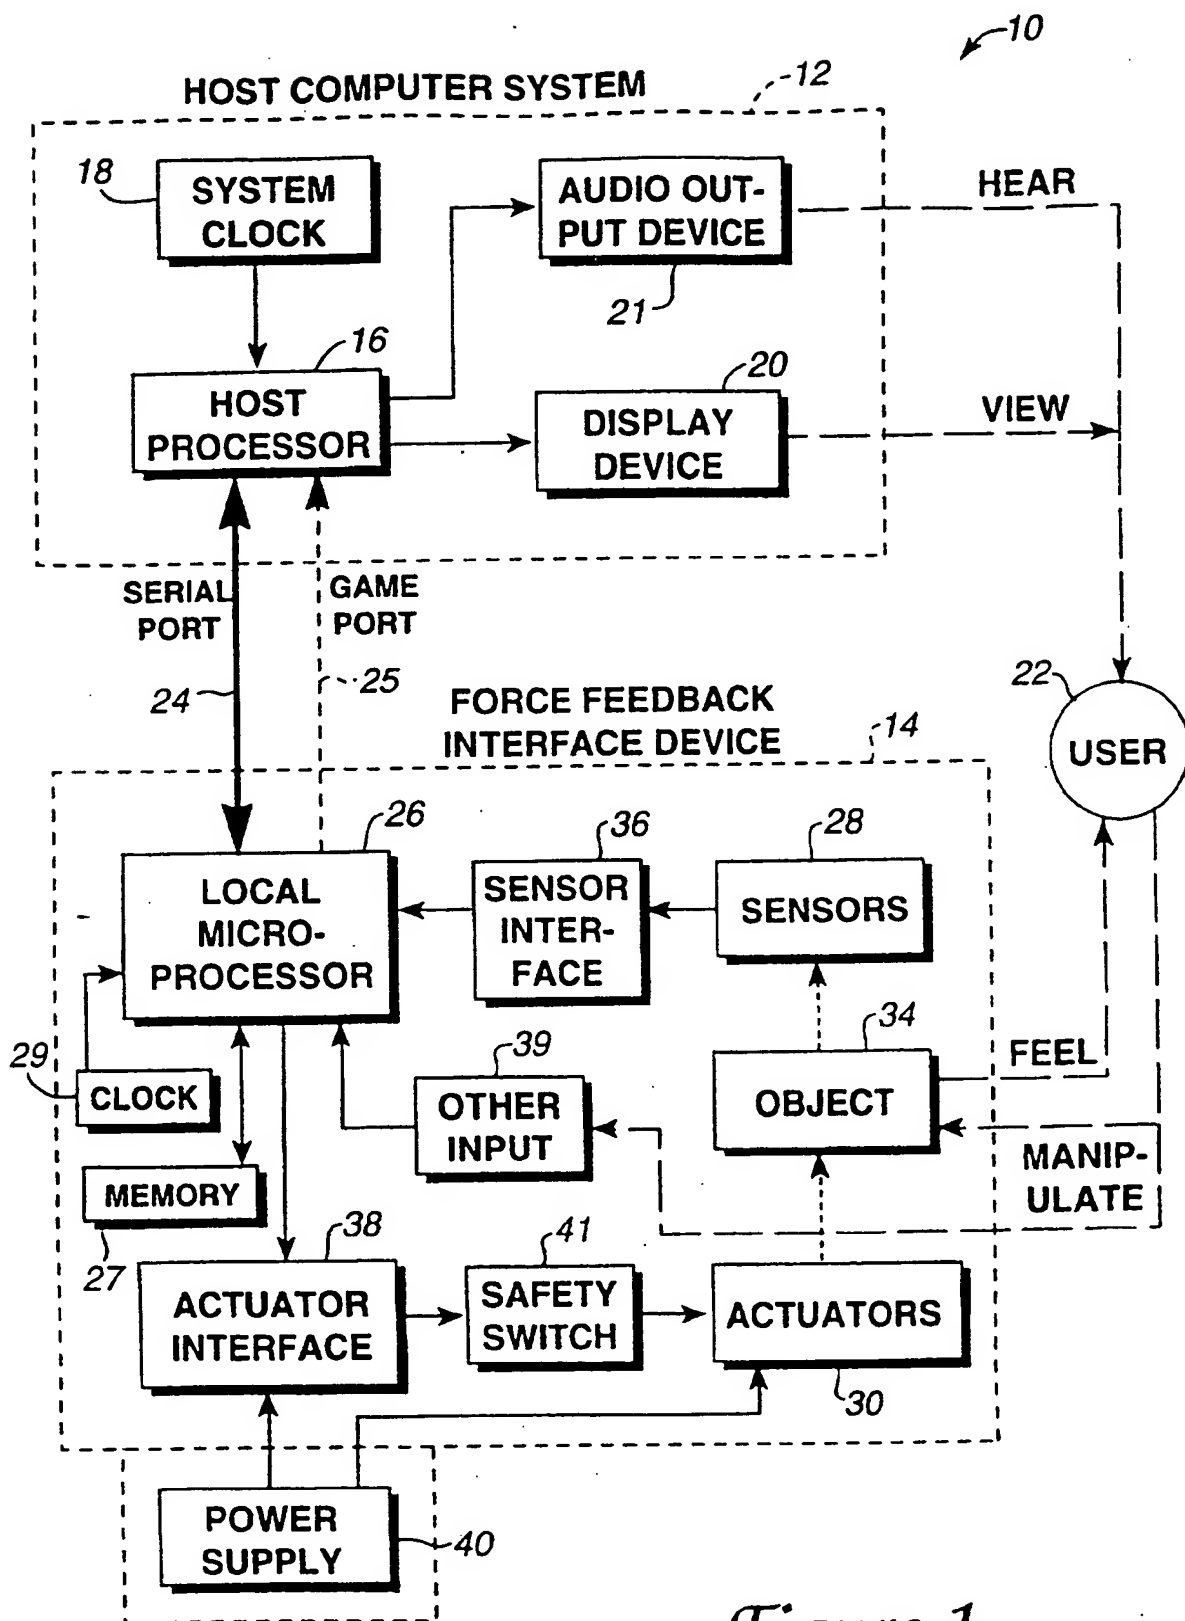 10
HOST COMPUTER SYSTEM
12
18
SYSTEM
CLOCK
AUDIO OUT-
PUT DEVICE
21
HEAR
16
HOST
PROCESSOR
20
DISPLAY
DEVICE
VIEW
SERIAL
PORT
GAME
PORT
24
25
FORCE FEEDBACK
INTERFACE DEVICE
14
22
USER
26
LOCAL
MICRO-
PROCESSOR
36
SENSOR
INTER-
FACE
28
SENSORS
29
CLOCK
39
OTHER
INPUT
34
OBJECT
FEEL
MANIP-
ULATE
MEMORY
27
38
ACTUATOR
INTERFACE
41
SAFETY
SWITCH
ACTUATORS
30
POWER
SUPPLY
40
Figure 1